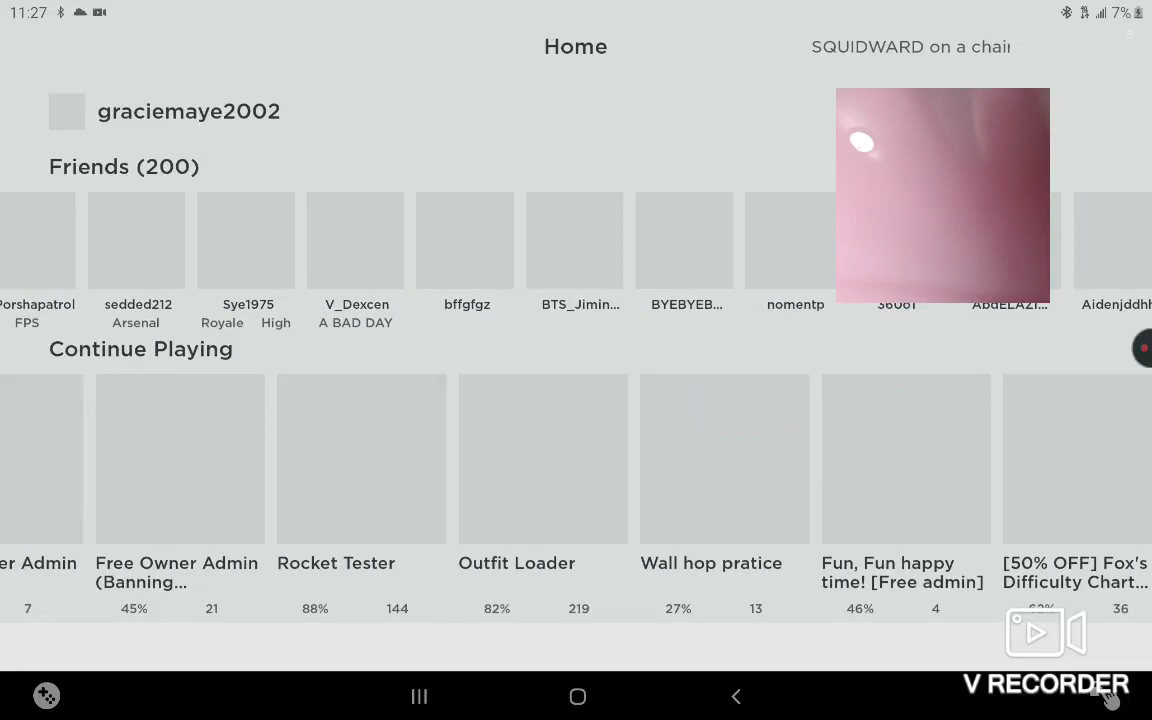 11:27
7%
Home
SQUIDWARD on a chair
graciemaye2002
Friends (200)
Porshapatrol sedded212 Sye1975 V_Dexcen bffgfgz BTS_Jimin... BYEBYEB... nomentp AbdELAZI... Aidenjddhh
FPS Arsenal Royale High A BAD DAY
Continue Playing
er Admin Free Owner Admin Rocket Tester Outfit Loader Wall hop pratice Fun, Fun happy [50% OFF] Fox's
(Banning... time! [Free admin] Difficulty Chart...
7 45% 21 88% 144 82% 219 27% 13 46% 4 62% 36
V RECORDER